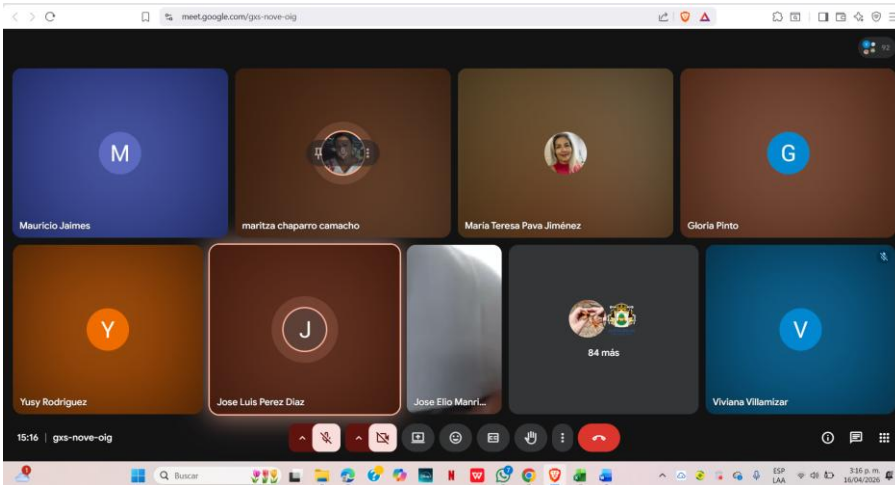 meet.google.com/gxs-nove-oig
92
M
Mauricio Jaimes
maritza chaparro camacho
María Teresa Pava Jiménez
G
Gloria Pinto
Y
Yusy Rodriguez
J
Jose Luis Perez Diaz
Jose Elio Manri...
84 más
V
Viviana Villamizar
15:16 | gxs-nove-oig
Buscar
ESP
LAA
3:16 p. m.
16/04/2026